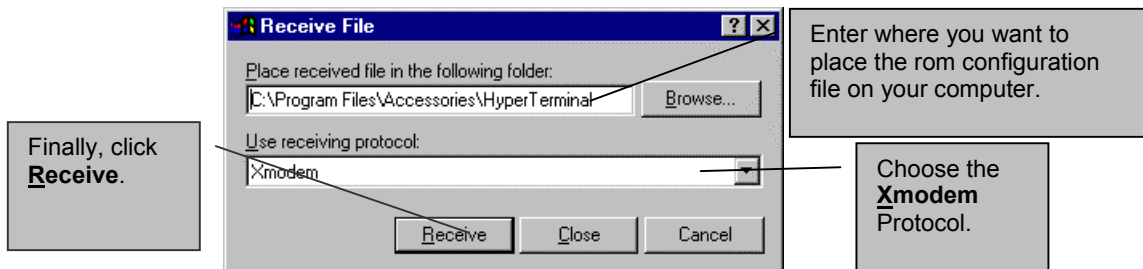 Receive File
Place received file in the following folder:
C:\Program Files\Accessories\HyperTerminal
Browse...
Use receiving protocol:
Xmodem
Receive
Close
Cancel
Enter where you want to
place the rom configuration
file on your computer.
Finally, click
Receive.
Choose the
Xmodem
Protocol.